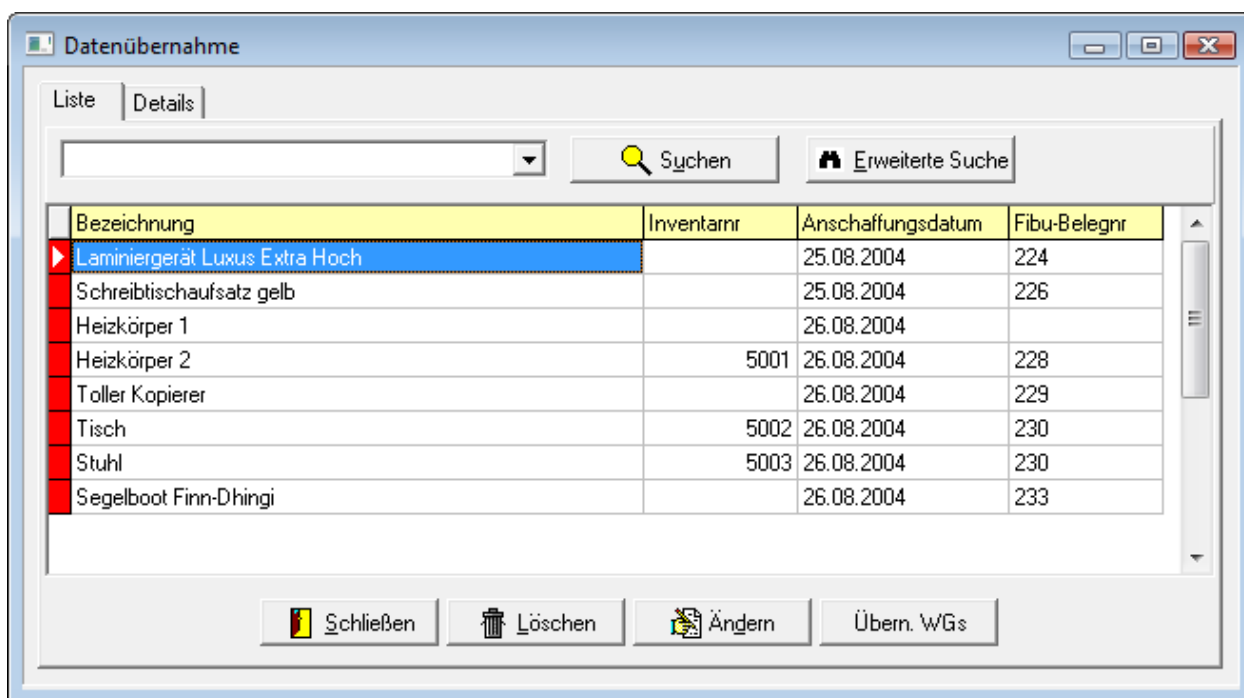 Datenübernahme
Liste Details
Suchen Erweiterte Suche
Bezeichnung Inventarnr Anschaffungsdatum Fibu-Belegnr
Laminiergerät Luxus Extra Hoch 25.08.2004 224
Schreibtischaufsatz gelb 25.08.2004 226
Heizkörper 1 26.08.2004
Heizkörper 2 5001 26.08.2004 228
Toller Kopierer 26.08.2004 229
Tisch 5002 26.08.2004 230
Stuhl 5003 26.08.2004 230
Segelboot Finn-Dhingi 26.08.2004 233
Schließen Löschen Ändern Übern. WGs